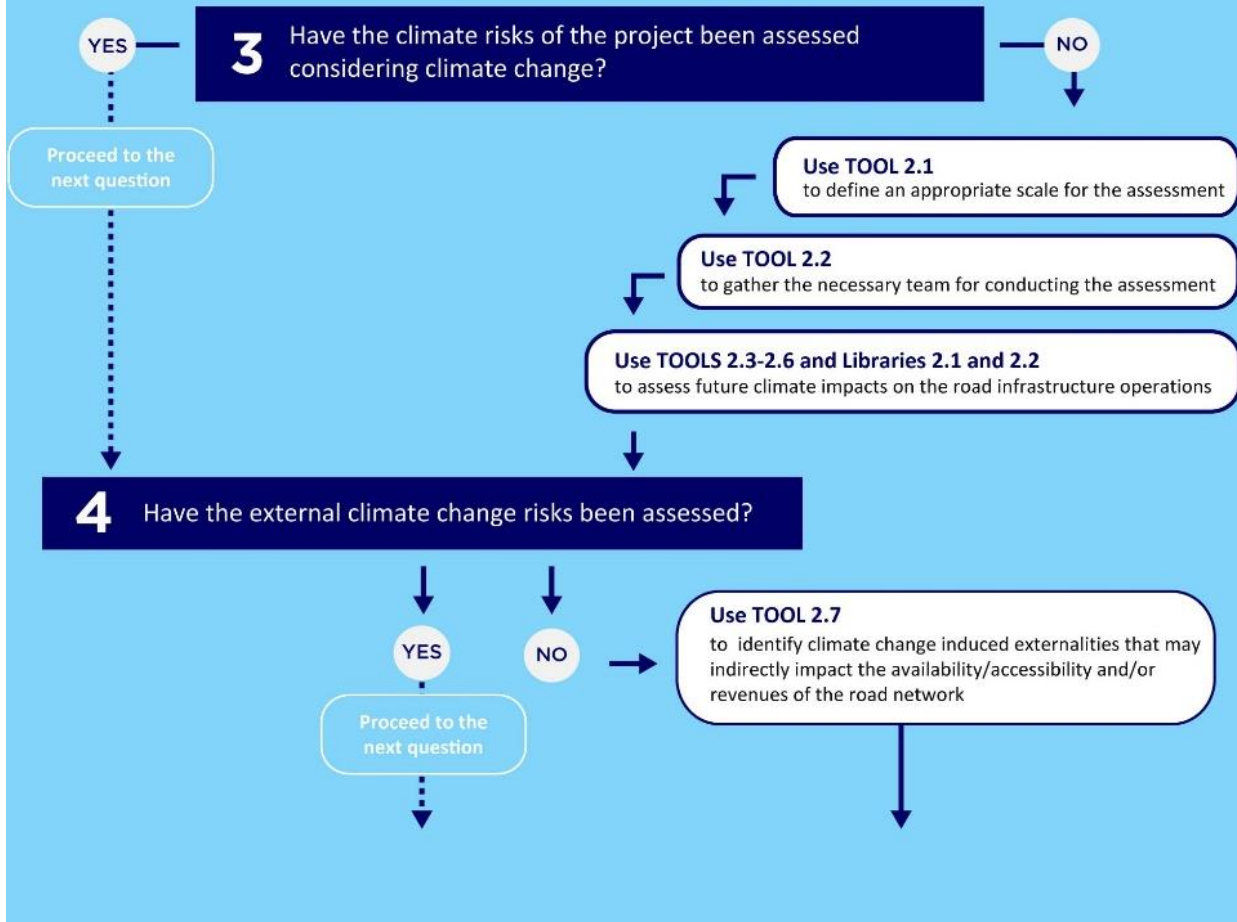 YES
3 Have the climate risks of the project been assessed
considering climate change?
NO
Proceed to the
next question
Use TOOL 2.1
to define an appropriate scale for the assessment
Use TOOL 2.2
to gather the necessary team for conducting the assessment
Use TOOLS 2.3-2.6 and Libraries 2.1 and 2.2
to assess future climate impacts on the road infrastructure operations
4 Have the external climate change risks been assessed?
YES
NO
Proceed to the
next question
Use TOOL 2.7
to identify climate change induced externalities that may
indirectly impact the availability/accessibility and/or
revenues of the road network